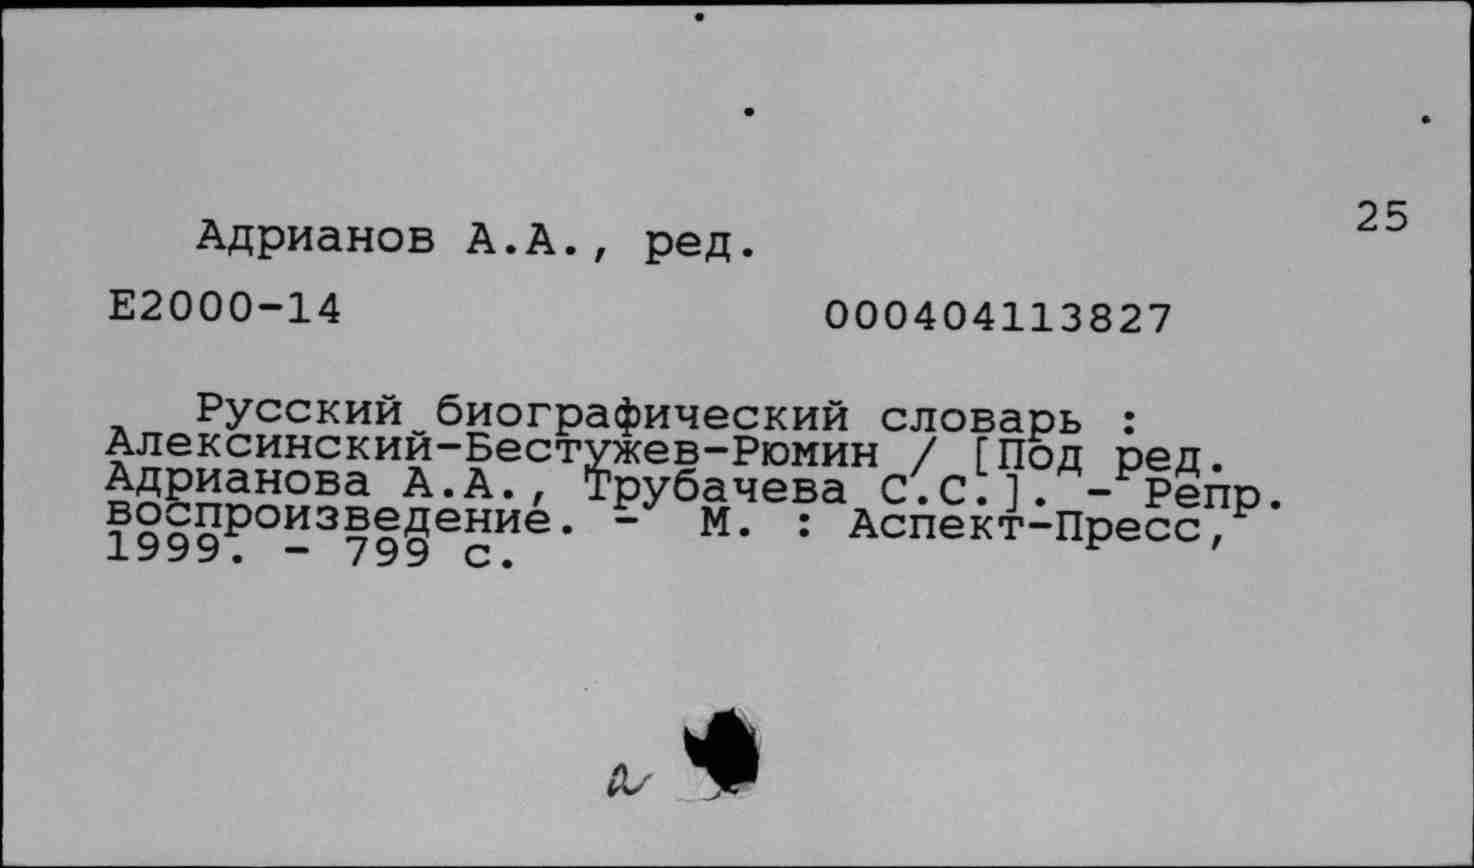 25
Адрианов А.А., ред.
Е2000-14 000404113827
Русский биографический словарь :
Алексинский-Бестужев-Рюмин / [Под ред.
Адрианова А.А., Трубачева С.С.]. - Репр.
воспроизведение. - М. : Аспект-Пресс,
1999. - 799 с.